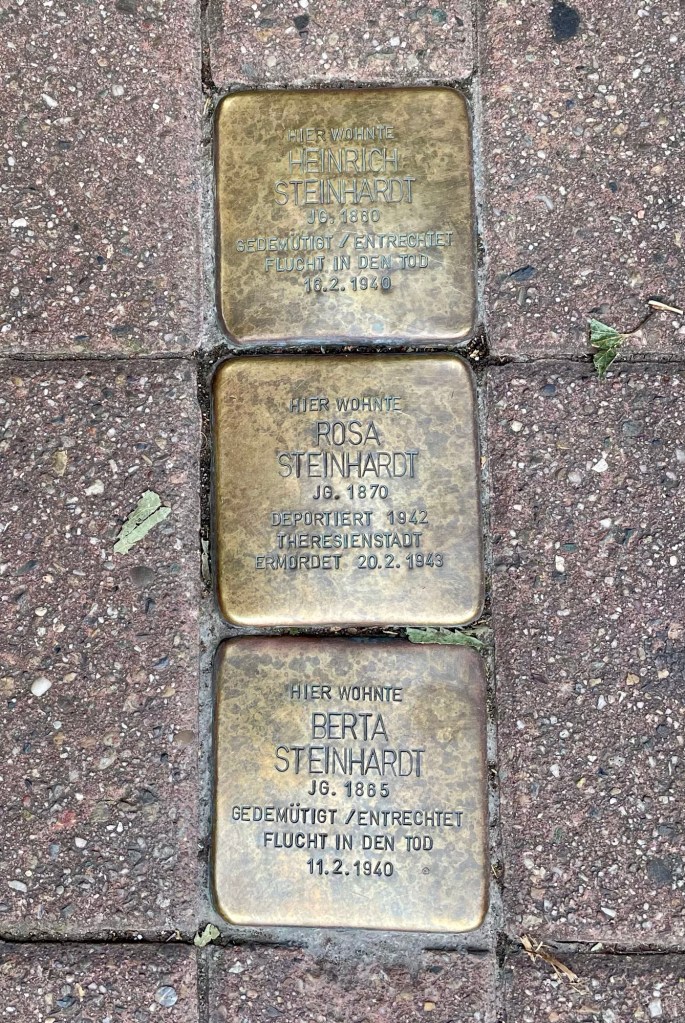 HIER WOHNTE
HEINRICH
STEINHARDT
JG. 1860
GEDEMÜTIGT / ENTRECHTET
FLUCHT IN DEN TOD
16.2.1940
HIER WOHNTE
ROSA
STEINHARDT
JG. 1870
DEPORTIERT 1942
THERESIENSTADT
ERMORDET 20.2.1943
HIER WOHNTE
BERTA
STEINHARDT
JG. 1865
GEDEMÜTIGT / ENTRECHTET
FLUCHT IN DEN TOD
11.2.1940